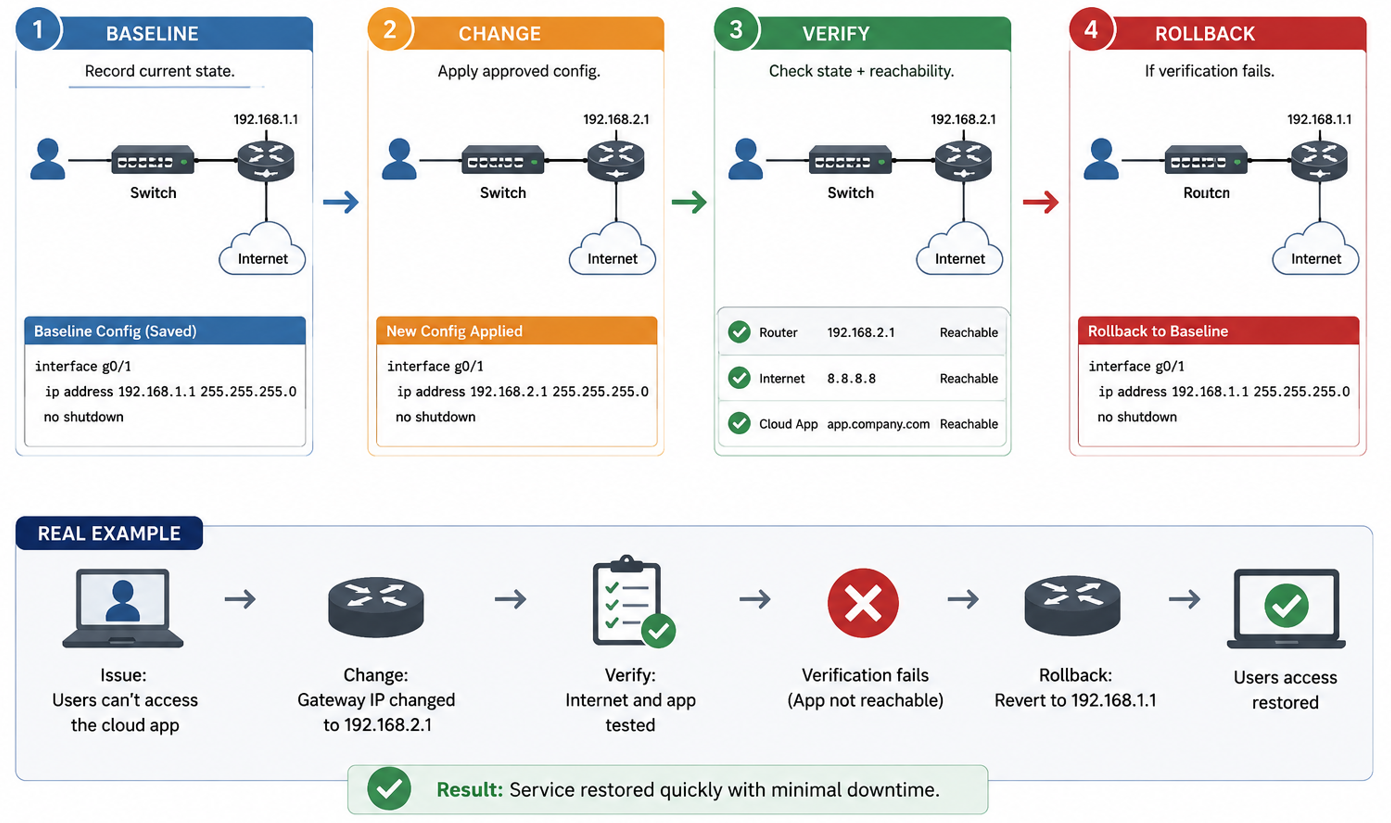 1 BASELINE
Record current state.
192.168.1.1
Switch
Internet
Baseline Config (Saved)
interface g0/1
ip address 192.168.1.1 255.255.255.0
no shutdown
2 CHANGE
Apply approved config.
192.168.2.1
Switch
Internet
New Config Applied
interface g0/1
ip address 192.168.2.1 255.255.255.0
no shutdown
3 VERIFY
Check state + reachability.
192.168.2.1
Switch
Internet
Router 192.168.2.1 Reachable
Internet 8.8.8.8 Reachable
Cloud App app.company.com Reachable
4 ROLLBACK
If verification fails.
192.168.1.1
Routcn
Internet
Rollback to Baseline
interface g0/1
ip address 192.168.1.1 255.255.255.0
no shutdown
REAL EXAMPLE
Issue:
Users can't access
the cloud app
Change:
Gateway IP changed
to 192.168.2.1
Verify:
Internet and app
tested
Verification fails
(App not reachable)
Rollback:
Revert to 192.168.1.1
Users access
restored
Result: Service restored quickly with minimal downtime.